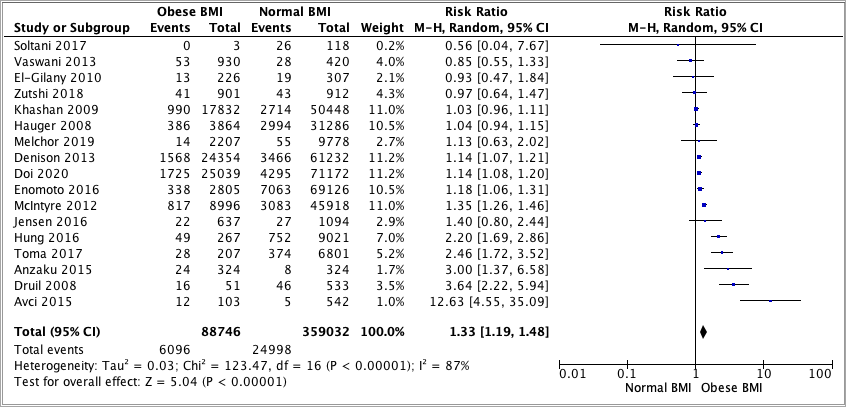 Obese BMI Normal BMI Risk Ratio Risk Ratio
Study or Subgroup Events Total Events Total Weight M-H, Random, 95% CI M-H, Random, 95% CI
Soltani 2017 0 3 26 118 0.2% 0.56 [0.04, 7.67]
Vaswani 2013 53 930 28 420 4.0% 0.85 [0.55, 1.33]
El-Gilany 2010 13 226 19 307 2.2% 0.93 [0.47, 1.84]
Zutshi 2018 41 901 43 912 4.3% 0.97 [0.64, 1.47]
Khashan 2009 990 17832 2714 50448 11.0% 1.03 [0.96, 1.11]
Hauger 2008 386 3864 2994 31286 10.5% 1.04 [0.94, 1.15]
Melchor 2019 14 2207 55 9778 2.7% 1.13 [0.63, 2.02]
Denison 2013 1568 24354 3466 61232 11.2% 1.14 [1.07, 1.21]
Doi 2020 1725 25039 4295 71172 11.2% 1.14 [1.08, 1.20]
Enomoto 2016 338 2805 7063 69126 10.4% 1.18 [1.06, 1.31]
McIntyre 2012 817 8996 3083 45918 11.0% 1.35 [1.26, 1.46]
Jensen 2016 22 637 27 1094 2.9% 1.40 [0.80, 2.44]
Hung 2016 49 267 752 9021 7.0% 2.20 [1.69, 2.86]
Toma 2017 28 207 374 6801 5.2% 2.46 [1.72, 3.52]
Anzaku 2015 24 324 8 324 1.7% 3.00 [1.37, 6.58]
Druil 2008 16 51 46 533 3.5% 3.64 [2.22, 5.94]
Avci 2015 12 103 5 542 1.0% 12.63 [4.55, 35.09]
Total (95% CI) 88746 359032 100.0% 1.33 [1.19, 1.48]
Total events 6096 24998
Heterogeneity: Tau² = 0.03; Chi² = 123.47, df = 16 (P < 0.00001); I² = 87%
Test for overall effect: Z = 5.04 (P < 0.00001)
0.01 0.1 1 10 100
Normal BMI Obese BMI